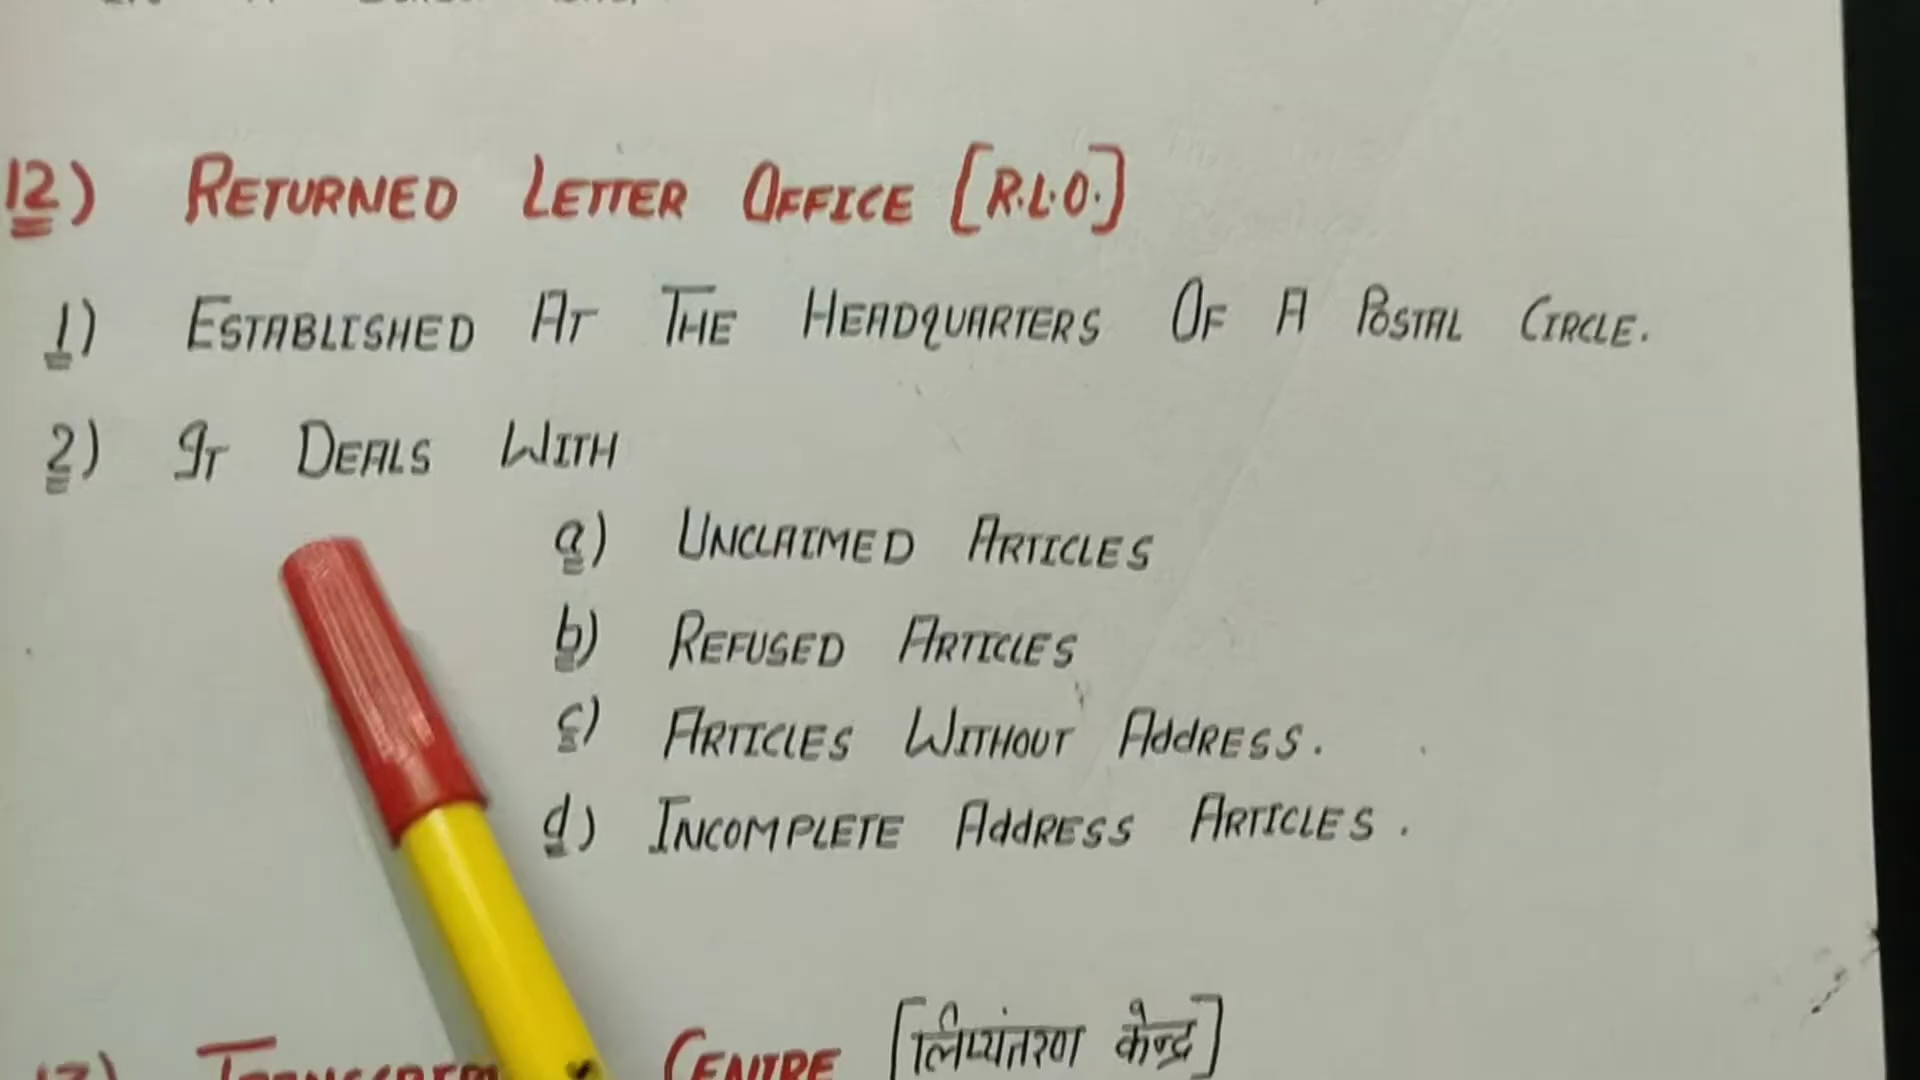 12) RETURNED LETTER OFFICE [R.L.O.]
1) ESTABLISHED AT THE HEADQUARTERS OF A POSTAL CIRCLE.
2) IT DEALS WITH
a) UNCLAIMED ARTICLES
b) REFUSED ARTICLES
c) ARTICLES WITHOUT ADDRESS.
d) INCOMPLETE ADDRESS ARTICLES.
CENTRE [लिप्यंतरण केन्द्र]